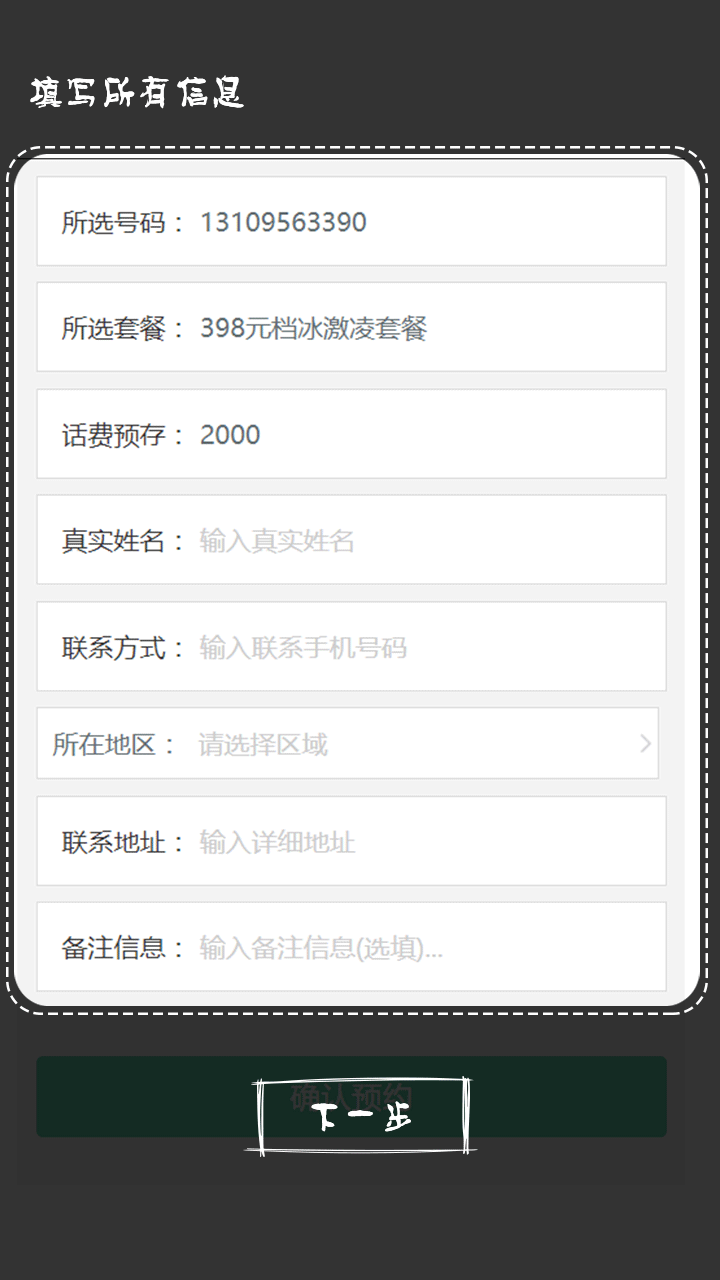 填写所有信息
所选号码： 13109563390
所选套餐： 398元档冰激凌套餐
话费预存： 2000
真实姓名： 输入真实姓名
联系方式： 输入联系手机号码
所在地区： 请选择区域
联系地址： 输入详细地址
备注信息： 输入备注信息(选填)...
确认预约
下一步